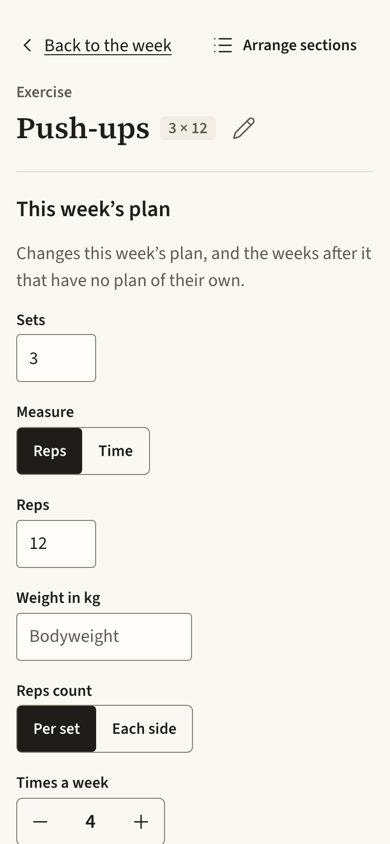 Back to the week
Arrange sections
Exercise
Push-ups
3 × 12
This week’s plan
Changes this week’s plan, and the weeks after it
that have no plan of their own.
Sets
3
Measure
Reps
Time
Reps
12
Weight in kg
Bodyweight
Reps count
Per set
Each side
Times a week
4